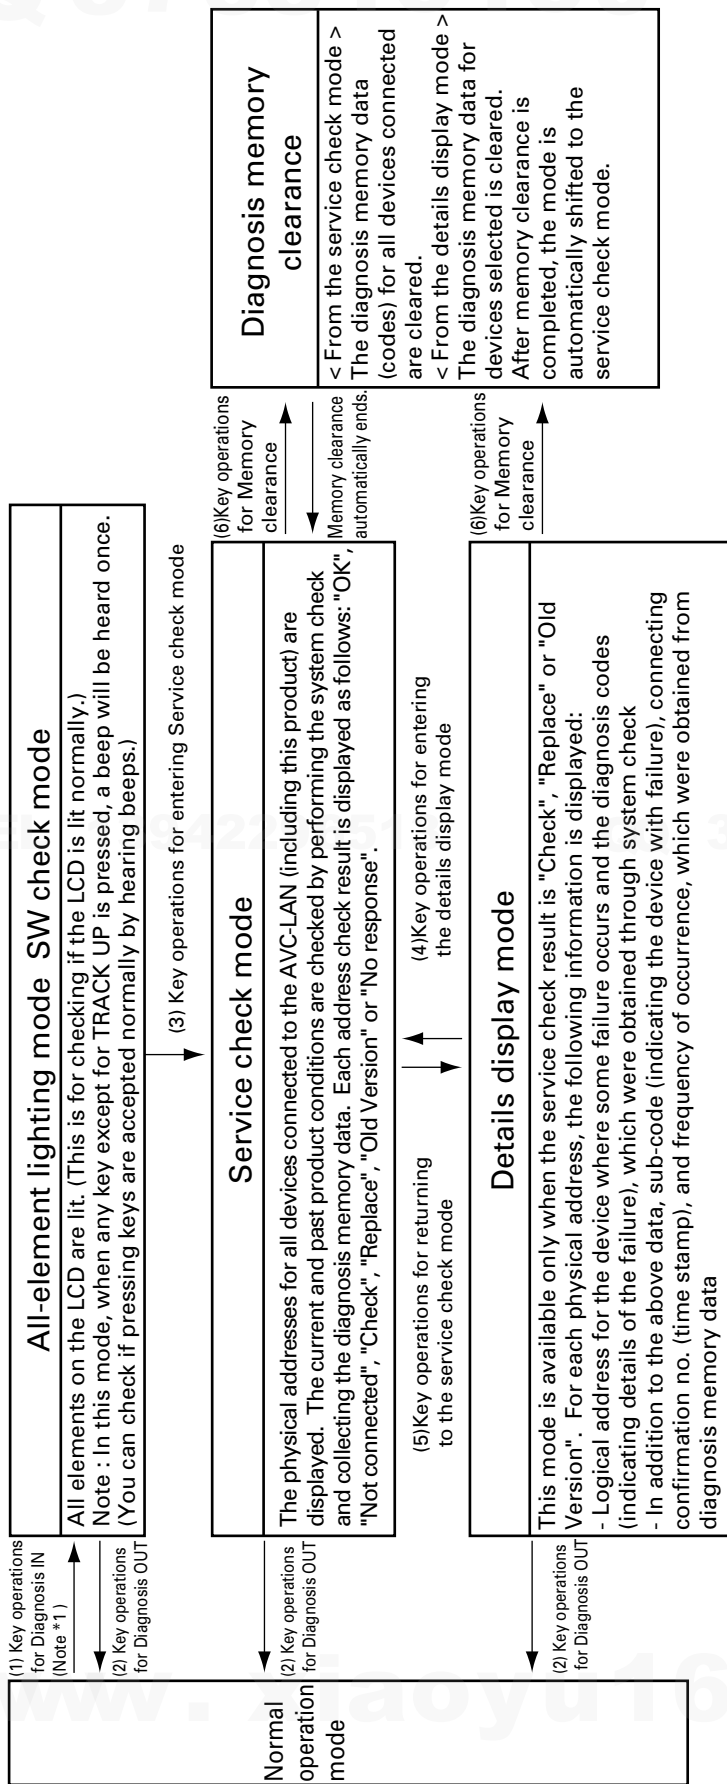 Normal
operation
mode
(1) Key operations
for Diagnosis IN
(Note *1 )
(2) Key operations
for Diagnosis OUT
All-element lighting mode SW check mode
All elements on the LCD are lit. (This is for checking if the LCD is lit normally.)
Note : In this mode, when any key except for TRACK UP is pressed, a beep will be heard once.
(You can check if pressing keys are accepted normally by hearing beeps.)
(3) Key operations for entering Service check mode
(2) Key operations
for Diagnosis OUT
Service check mode
The physical addresses for all devices connected to the AVC-LAN (including this product) are
displayed. The current and past product conditions are checked by performing the system check
and collecting the diagnosis memory data. Each address check result is displayed as follows: "OK",
"Not connected", "Check", "Replace", "Old Version" or "No response".
(6)Key operations
for Memory
clearance
Memory clearance
automatically ends.
Diagnosis memory
clearance
< From the service check mode >
The diagnosis memory data
(codes) for all devices connected
are cleared.
< From the details display mode >
The diagnosis memory data for
devices selected is cleared.
After memory clearance is
completed, the mode is
automatically shifted to the
service check mode.
(5)Key operations for returning
to the service check mode
(4)Key operations for entering
the details display mode
(2) Key operations
for Diagnosis OUT
Details display mode
This mode is available only when the service check result is "Check", "Replace" or "Old
Version". For each physical address, the following information is displayed:
- Logical address for the device where some failure occurs and the diagnosis codes
(indicating details of the failure), which were obtained through system check
- In addition to the above data, sub-code (indicating the device with failure), connecting
confirmation no. (time stamp), and frequency of occurrence, which were obtained from
diagnosis memory data
(6)Key operations
for Memory
clearance
www.xiaoyu16